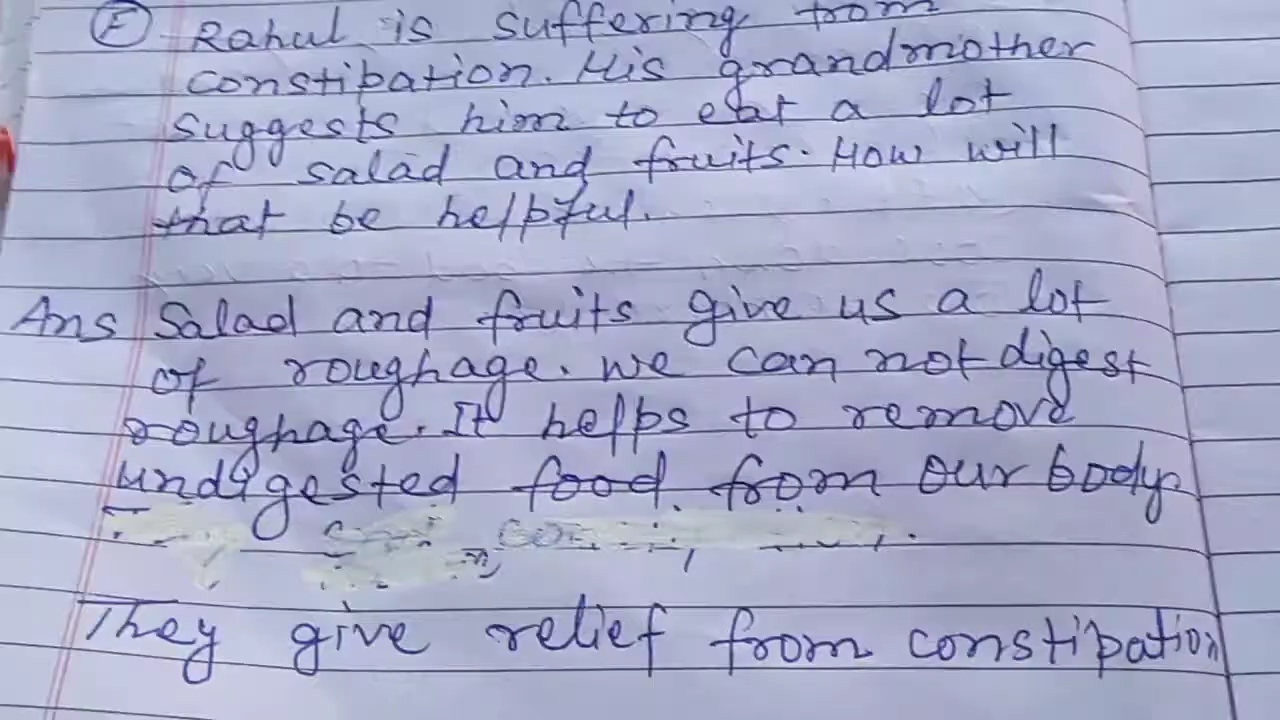 F Rahul is suffering from
constipation. His grandmother
suggests him to eat a lot
of salad and fruits. How will
that be helpful.
Ans Salad and fruits give us a lot
of roughage. We can not digest
roughage. It helps to remove
undigested food from our body.
They give relief from constipation